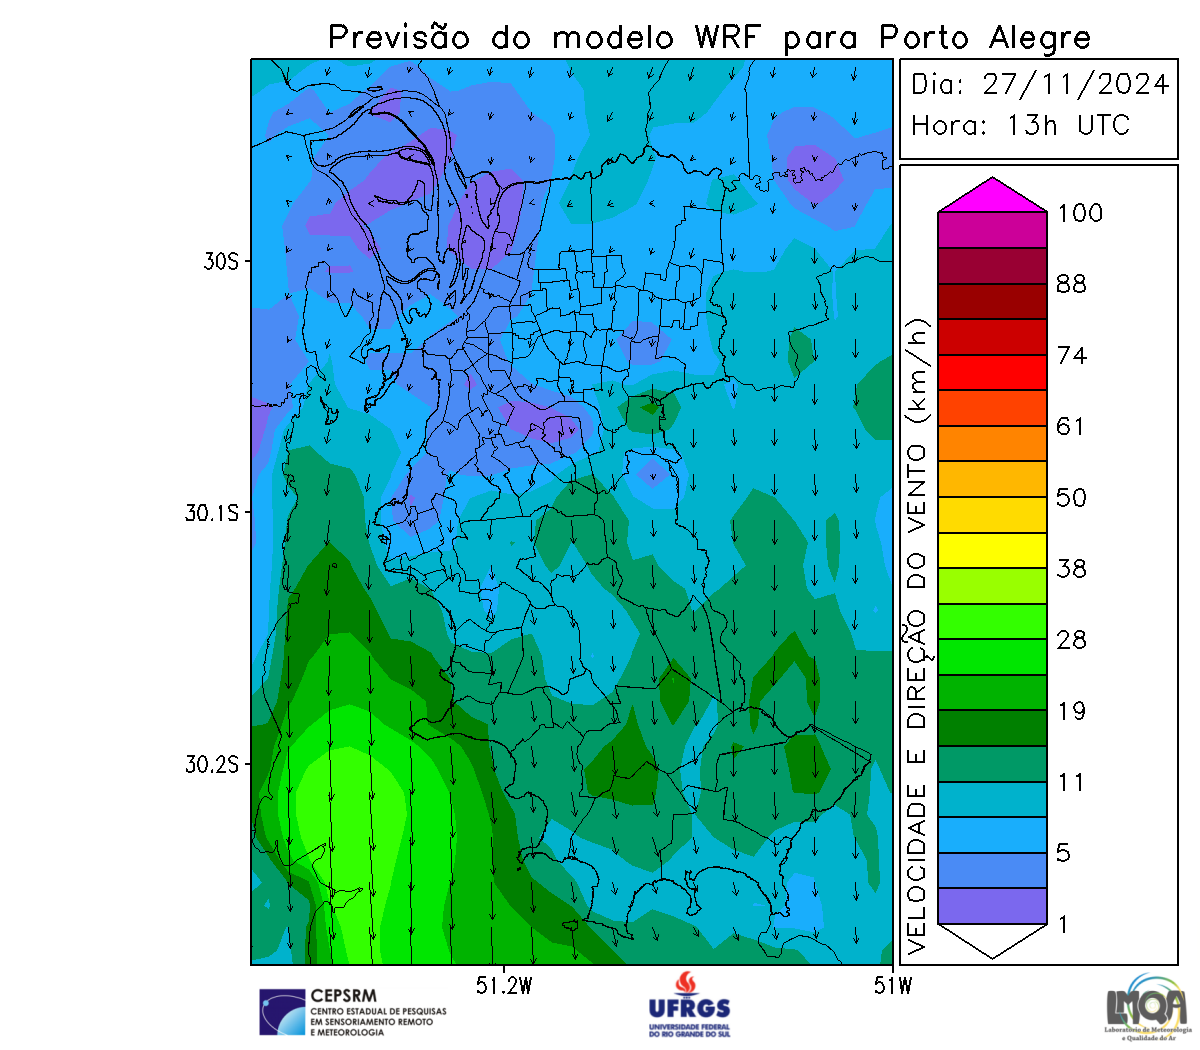 Previsão do modelo WRF para Porto Alegre
Dia: 27/11/2024
Hora: 13h UTC
30S
30.1S
30.2S
51.2W
51W
VELOCIDADE E DIREÇÃO DO VENTO (km/h)
100
88
74
61
50
38
28
19
11
5
1
CEPSRM
CENTRO ESTADUAL DE PESQUISAS
EM SENSORIAMENTO REMOTO
E METEOROLOGIA
UFRGS
UNIVERSIDADE FEDERAL
DO RIO GRANDE DO SUL
LMQA
Laboratório de Meteorologia
e Qualidade do Ar